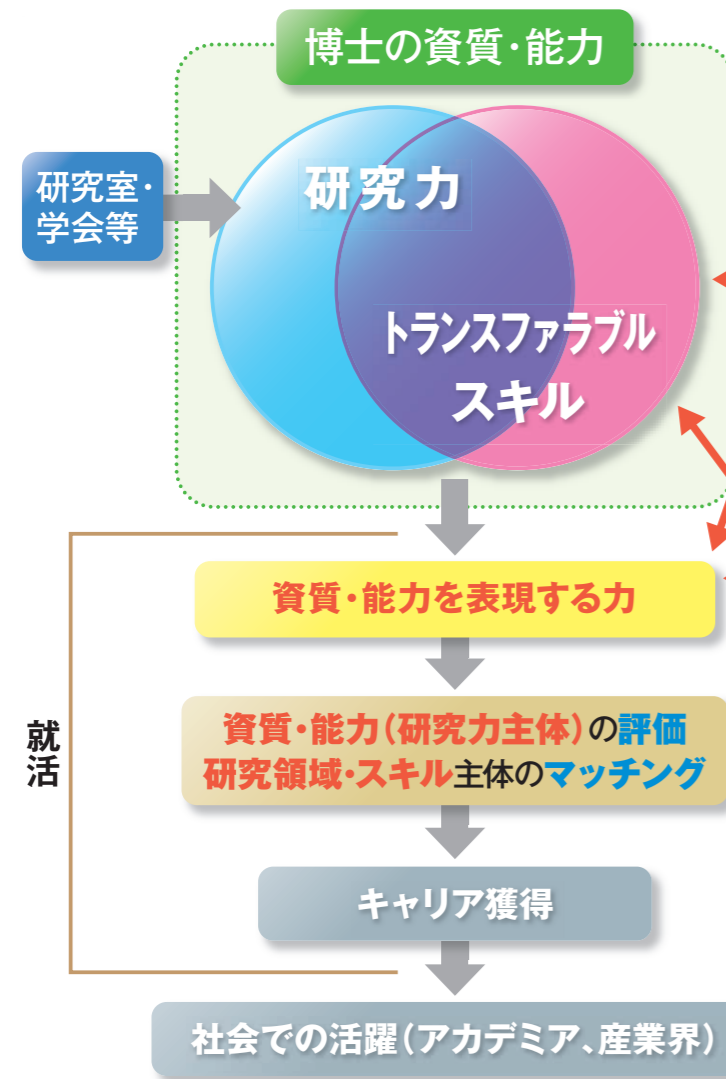 博士の資質・能力
研究室・
学会等
研究力
トランスファラブル
スキル
資質・能力を表現する力
就活
資質・能力（研究力主体）の評価
研究領域・スキル主体のマッチング
キャリア獲得
社会での活躍（アカデミア、産業界）